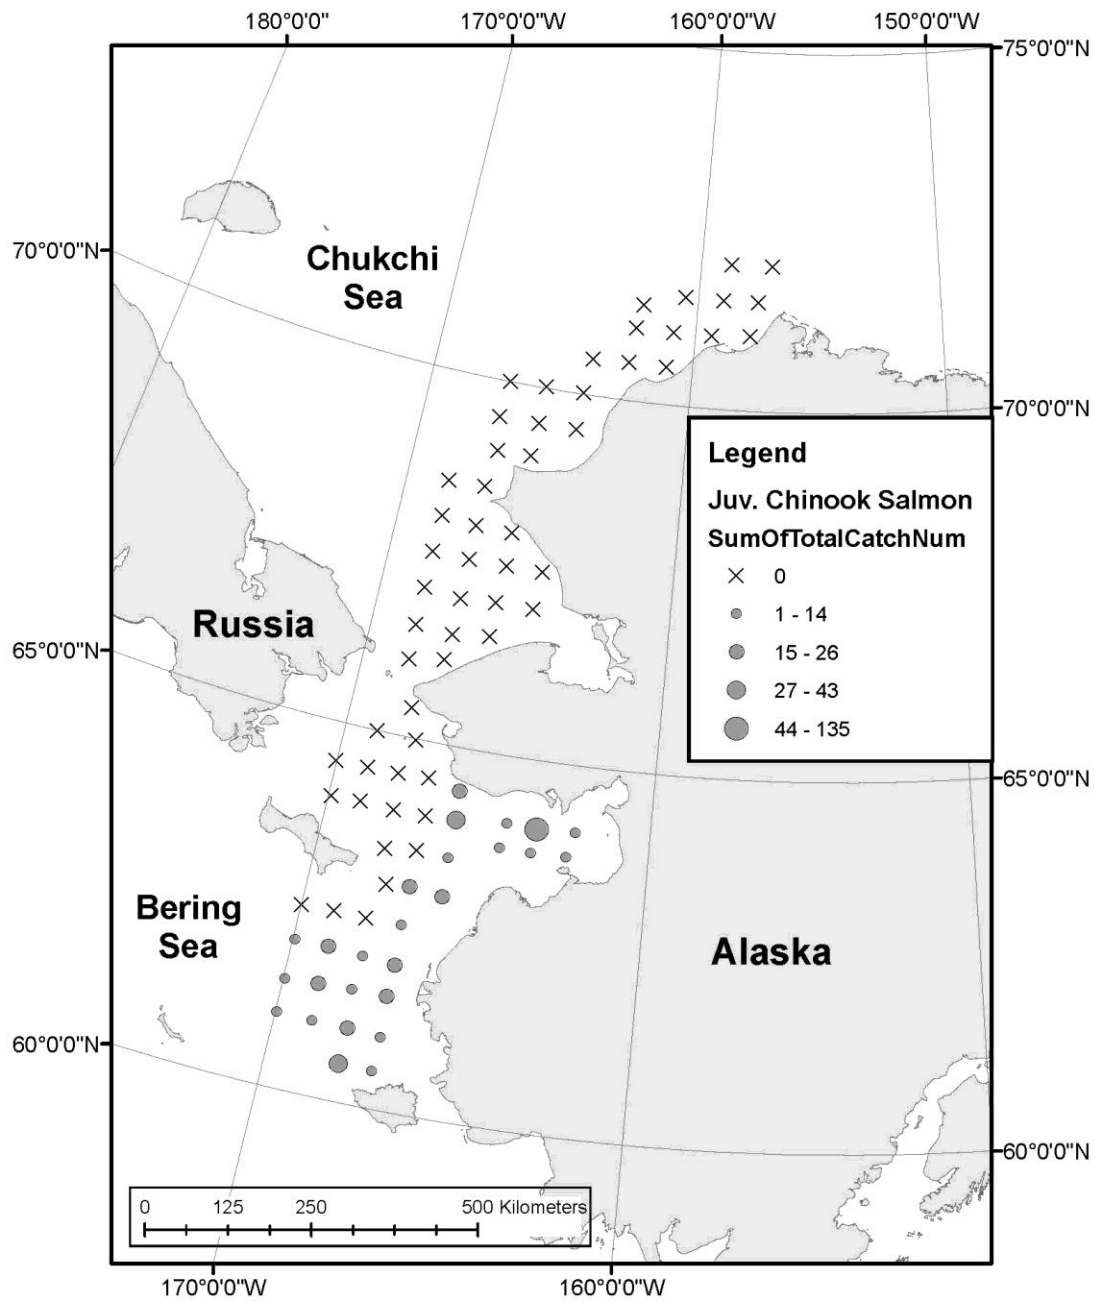 180°0'0" 170°0'0"W 160°0'0"W 150°0'0"W
75°0'0"N
70°0'0"N
Chukchi
Sea
70°0'0"N
Legend
Juv. Chinook Salmon
SumOfTotalCatchNum
0
1 - 14
15 - 26
27 - 43
44 - 135
Russia
65°0'0"N
65°0'0"N
Bering
Sea
Alaska
60°0'0"N
60°0'0"N
0 125 250 500 Kilometers
170°0'0"W 160°0'0"W